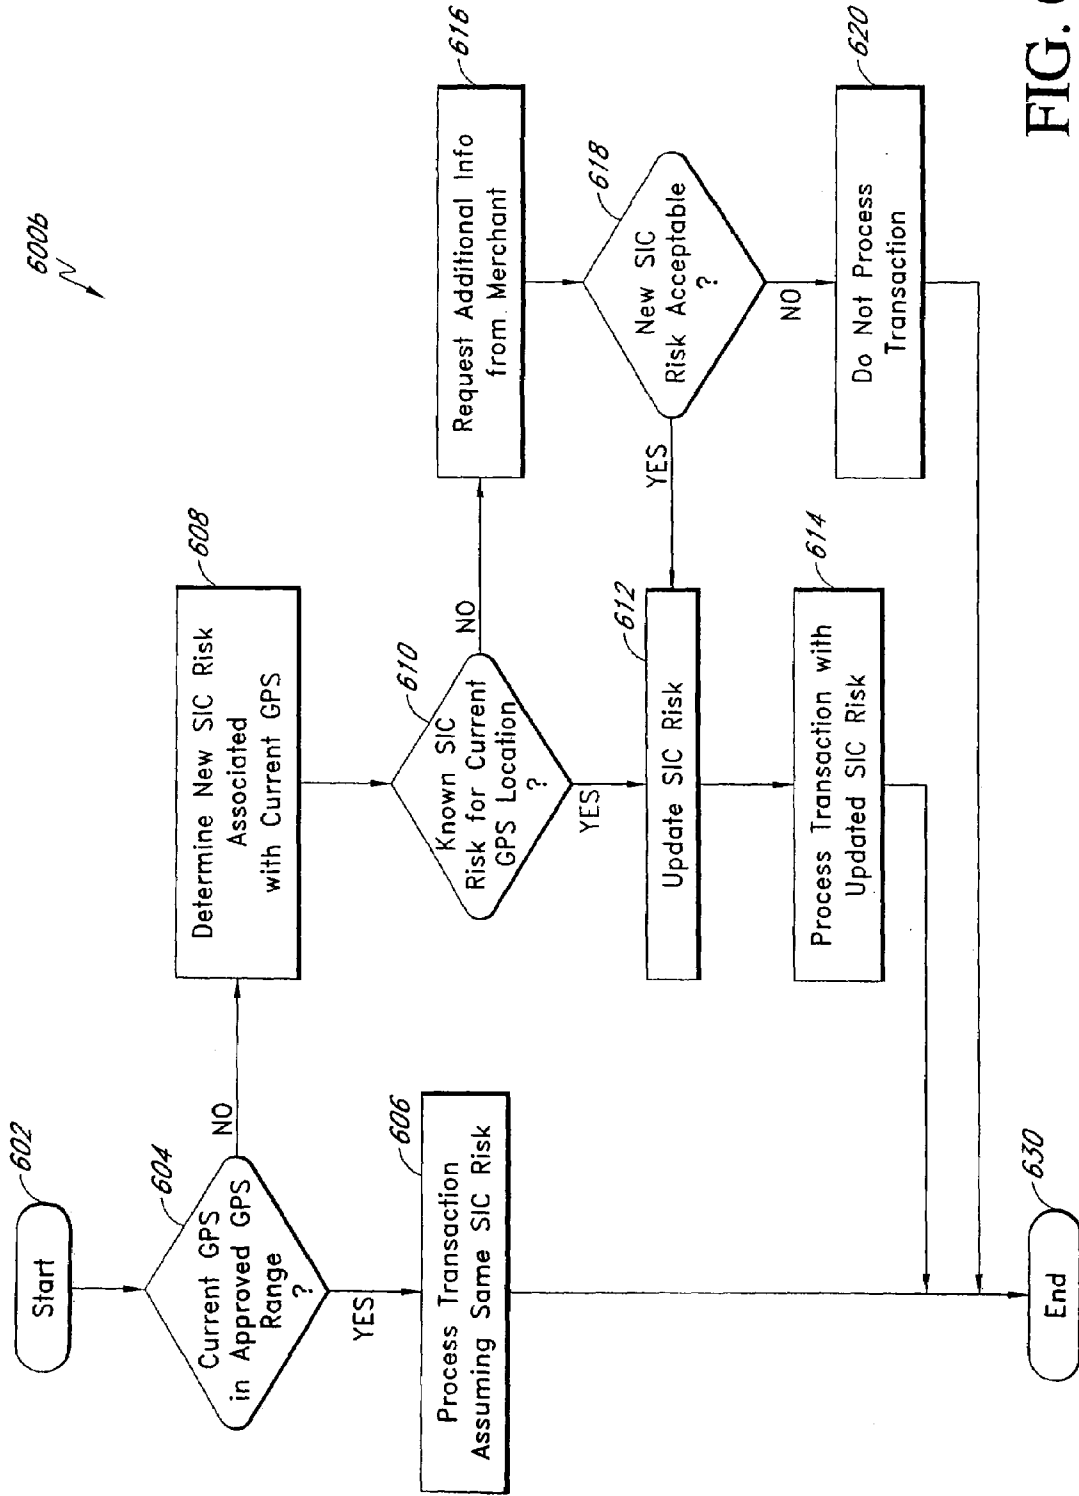 600b
602
Start
604
Current GPS
in Approved GPS
Range
?
NO
YES
606
Process Transaction
Assuming Same SIC Risk
608
Determine New SIC Risk
Associated
with Current GPS
610
Known SIC
Risk for Current
GPS Location
?
NO
YES
612
Update SIC Risk
614
Process Transaction with
Updated SIC Risk
616
Request Additional Info
from Merchant
618
New SIC
Risk Acceptable
?
YES
NO
620
Do Not Process
Transaction
630
End
FIG.